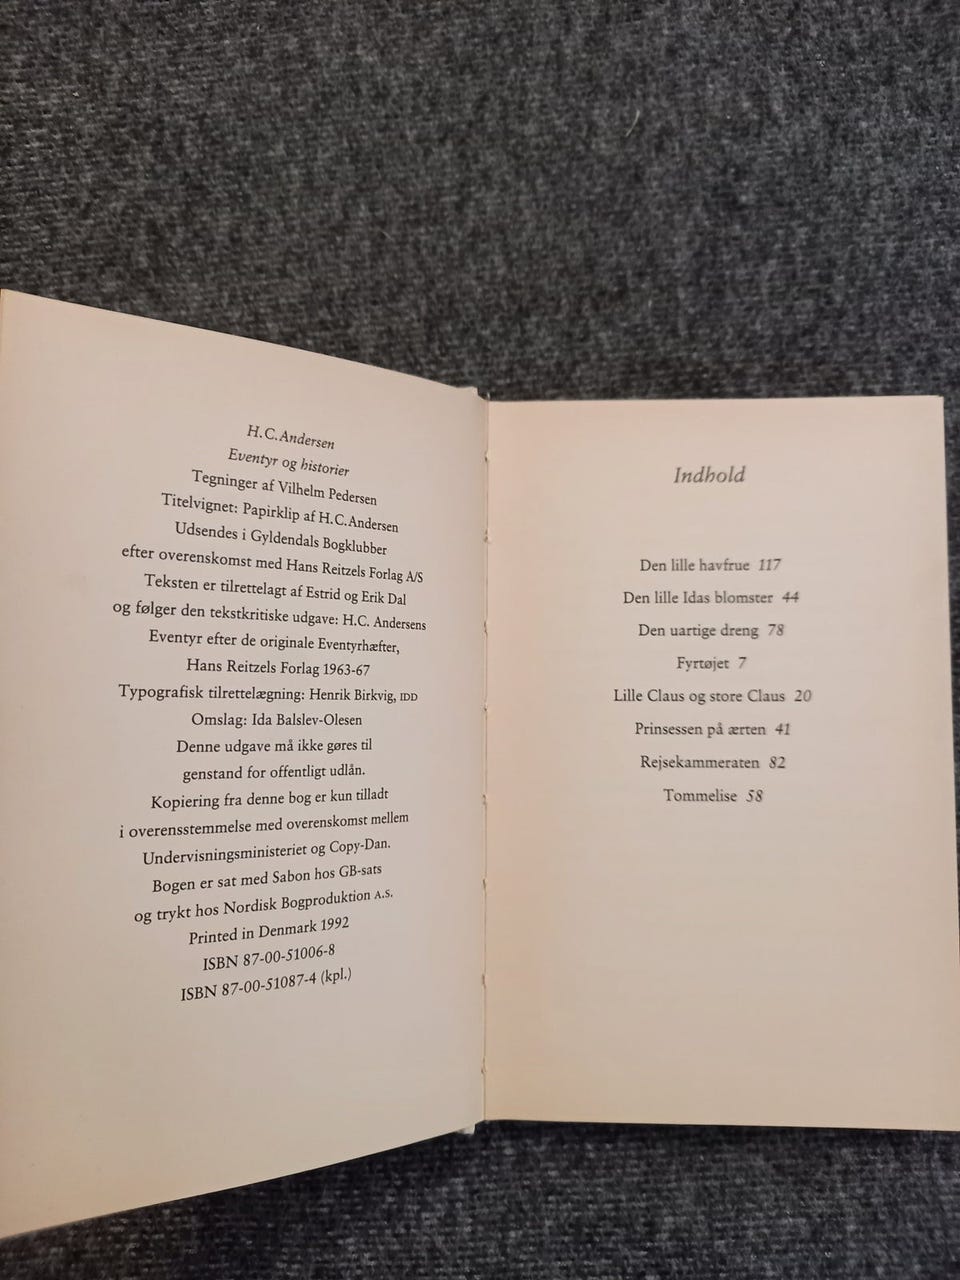 H.C.Andersen
Eventyr og historier
Tegninger af Vilhelm Pedersen
Titelvignet: Papirklip af H.C.Andersen
Udsendes i Gyldendals Bogklubber
efter overenskomst med Hans Reitzels Forlag A/S
Teksten er tilrettelagt af Estrid og Erik Dal
og følger den tekstkritiske udgave: H.C. Andersens
Eventyr efter de originale Eventyrhæfter,
Hans Reitzels Forlag 1963-67
Typografisk tilrettelægning: Henrik Birkvig, IDD
Omslag: Ida Balslev-Olesen
Denne udgave må ikke gøres til
genstand for offentligt udlån.
Kopiering fra denne bog er kun tilladt
i overensstemmelse med overenskomst mellem
Undervisningsministeriet og Copy-Dan.
Bogen er sat med Sabon hos GB-sats
og trykt hos Nordisk Bogproduktion A.S.
Printed in Denmark 1992
ISBN 87-00-51006-8
ISBN 87-00-51087-4 (kpl.)
Indhold
Den lille havfrue 117
Den lille Idas blomster 44
Den uartige dreng 78
Fyrtøjet 7
Lille Claus og store Claus 20
Prinsessen på ærten 41
Rejsekammeraten 82
Tommelise 58